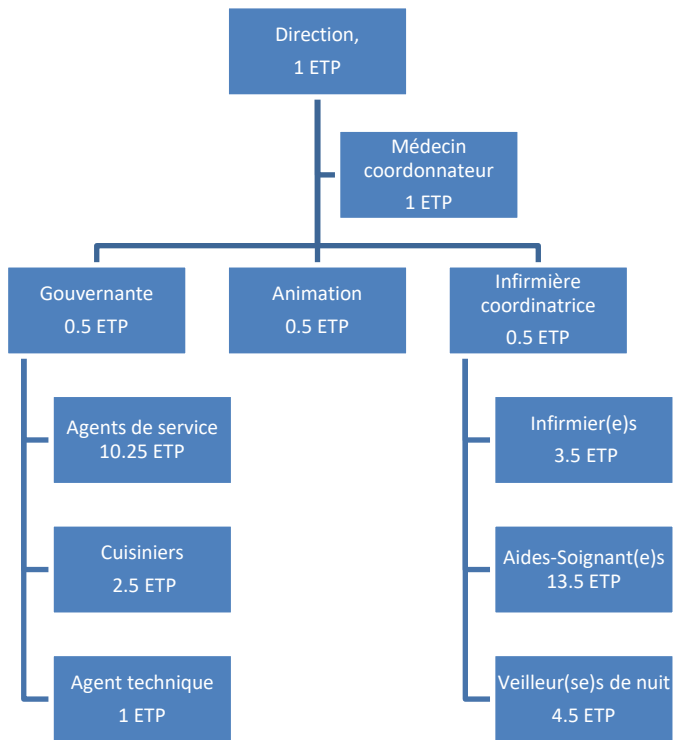 Direction,
1 ETP
Médecin
coordonnateur
1 ETP
Gouvernante
0.5 ETP
Animation
0.5 ETP
Infirmière
coordinatrice
0.5 ETP
Agents de service
10.25 ETP
Cuisiniers
2.5 ETP
Agent technique
1 ETP
Infirmier(e)s
3.5 ETP
Aides-Soignant(e)s
13.5 ETP
Veilleur(se)s de nuit
4.5 ETP